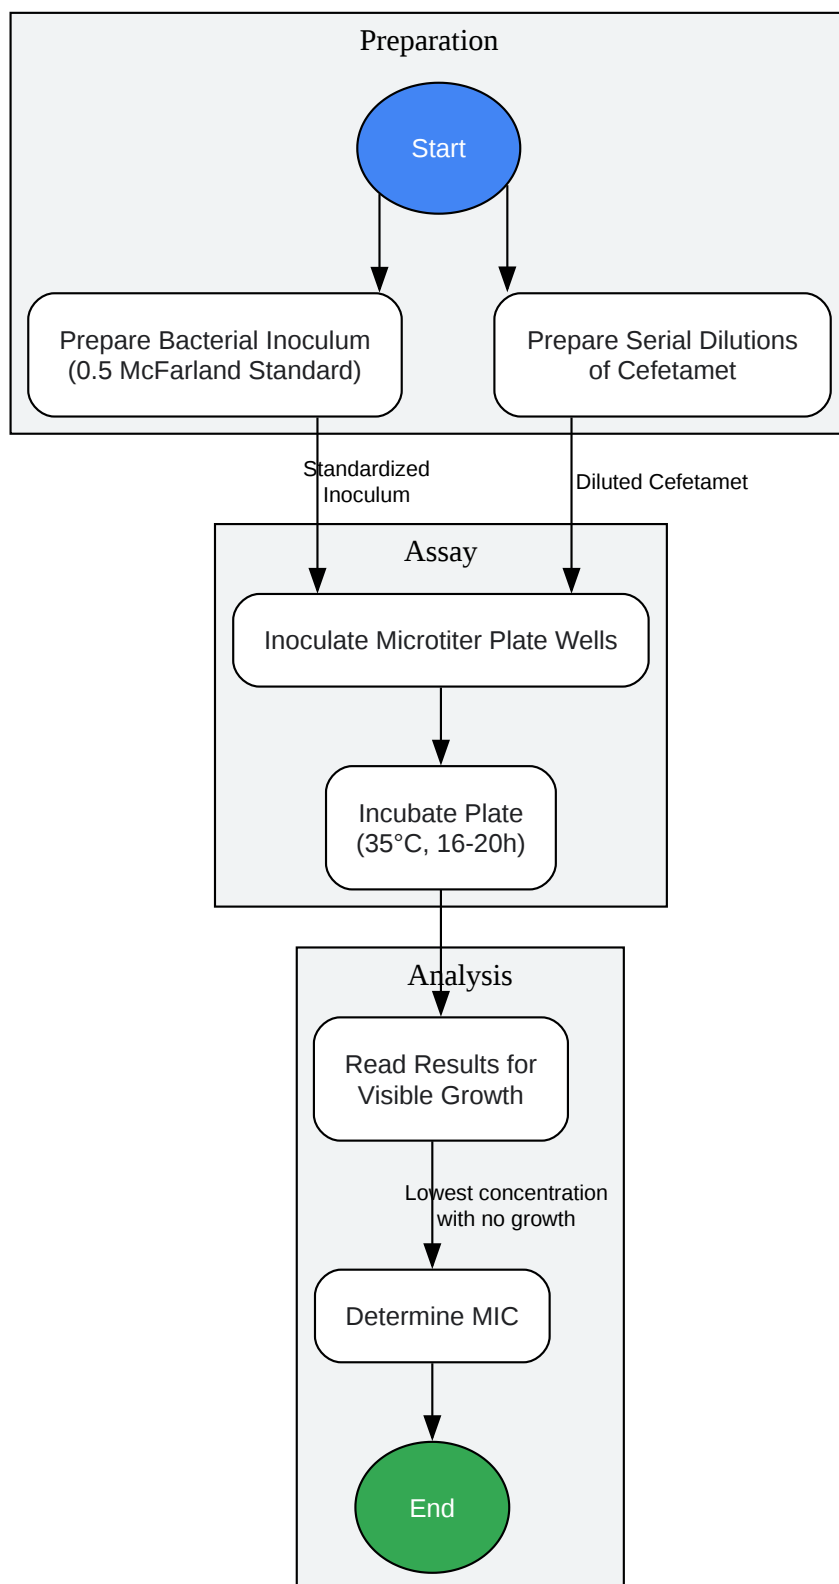 Preparation
Start
Prepare Bacterial Inoculum
(0.5 McFarland Standard)
Prepare Serial Dilutions
of Cefetamet
Standardized
Inoculum
Diluted Cefetamet
Assay
Inoculate Microtiter Plate Wells
Incubate Plate
(35°C, 16-20h)
Analysis
Read Results for
Visible Growth
Lowest concentration
with no growth
Determine MIC
End